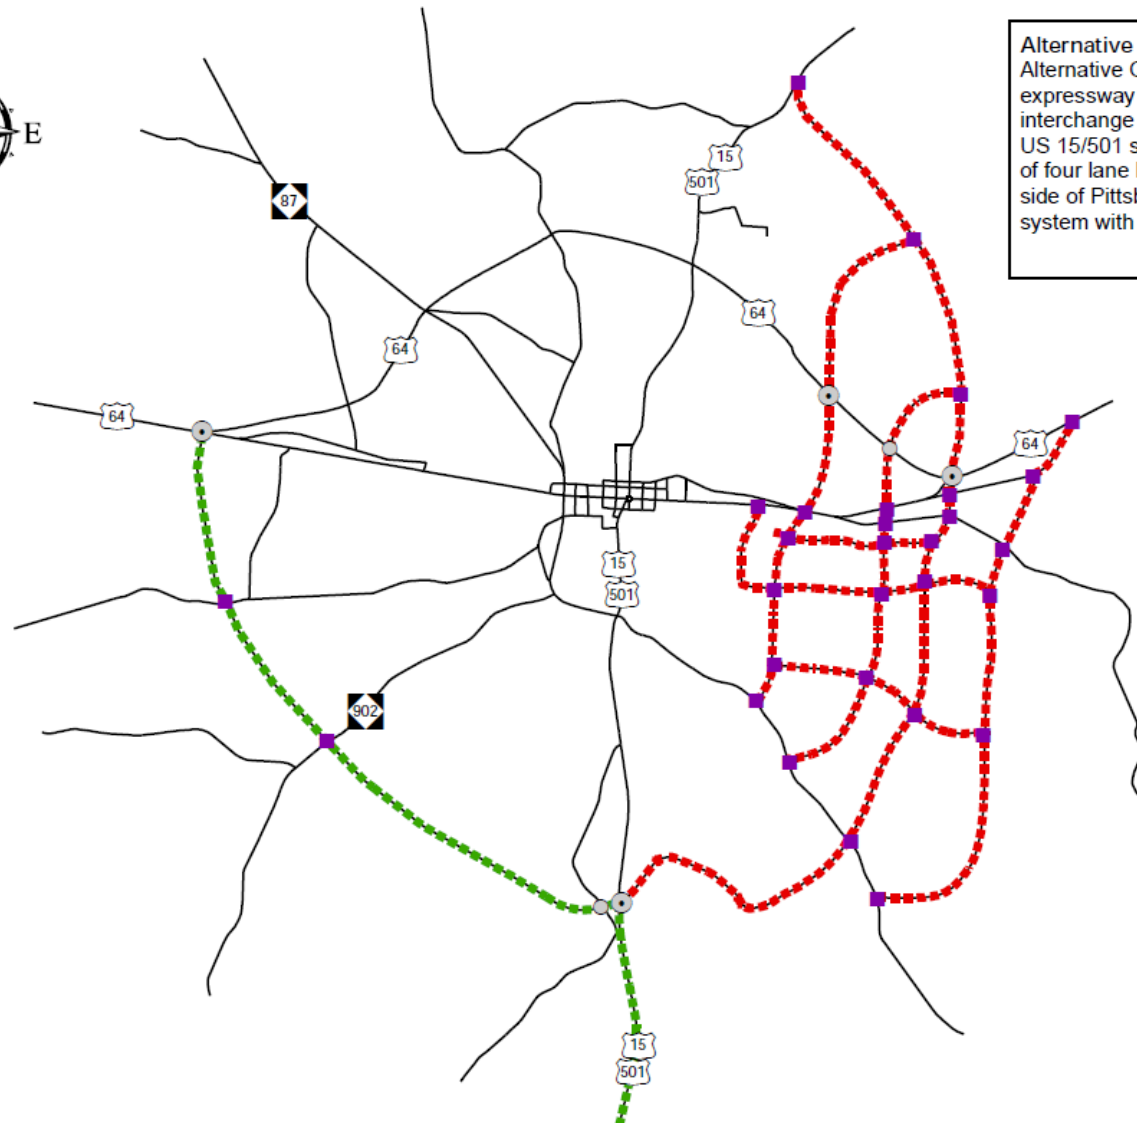 Alternative
Alternative
expressway
interchange
US 15/501
of four lane
side of
system with
E
87
15
501
64
64
64
64
15
501
902
15
501